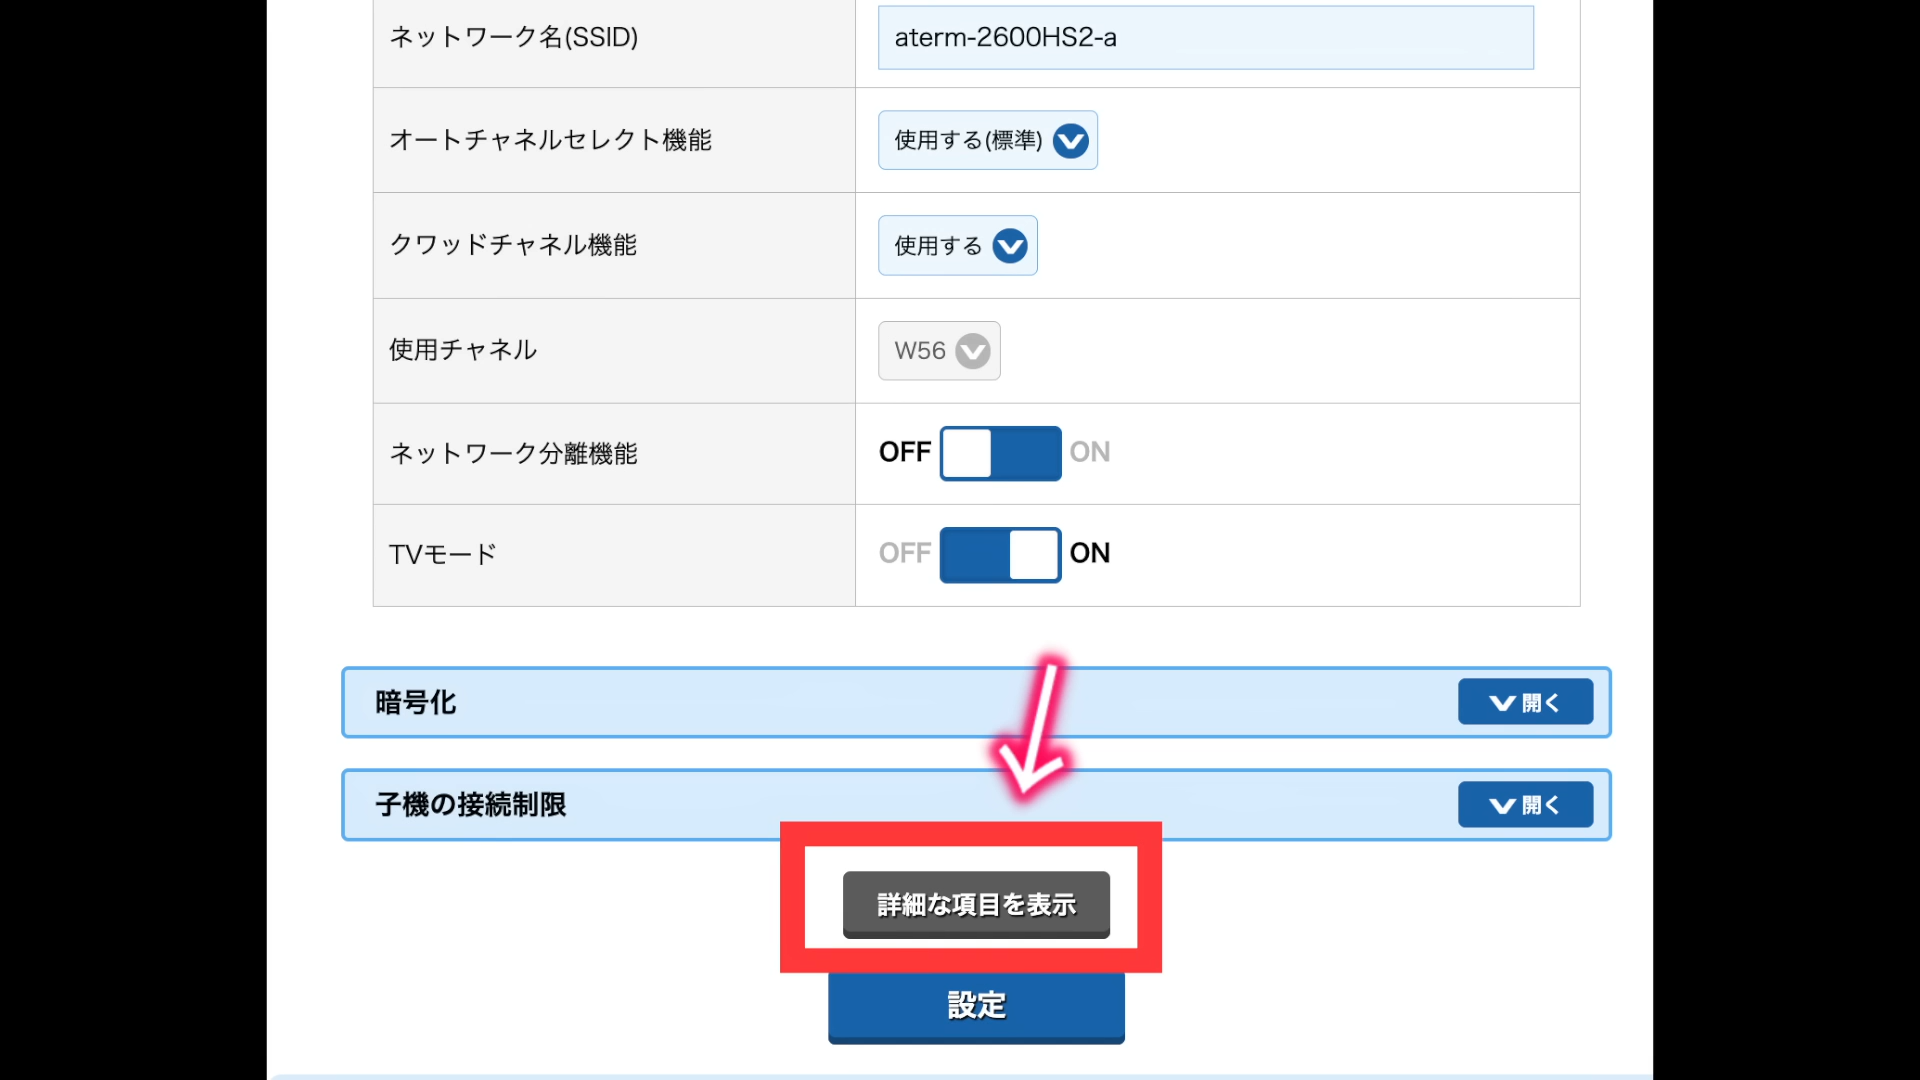 ネットワーク名(SSID)
aterm-2600HS2-a
オートチャネルセレクト機能
使用する(標準)
クワッドチャネル機能
使用する
使用チャネル
W56
ネットワーク分離機能
OFF ON
TVモード
OFF ON
暗号化
開く
子機の接続制限
開く
詳細な項目を表示
設定